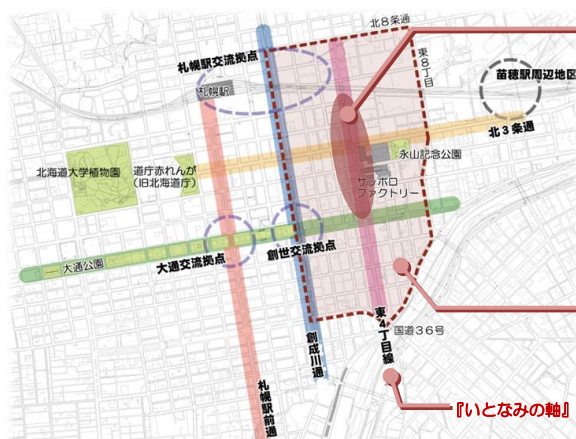 北8条通
札幌駅交流拠点
東8丁目
苗穂駅周辺地区
札幌駅
北3条通
永山記念公園
北海道大学植物園
道庁赤れんが
（旧北海道庁）
サッポロ
ファクトリー
大通公園
大通交流拠点
創世交流拠点
東4丁目線
国道36号
創成川通
札幌駅前通
『いとなみの軸』